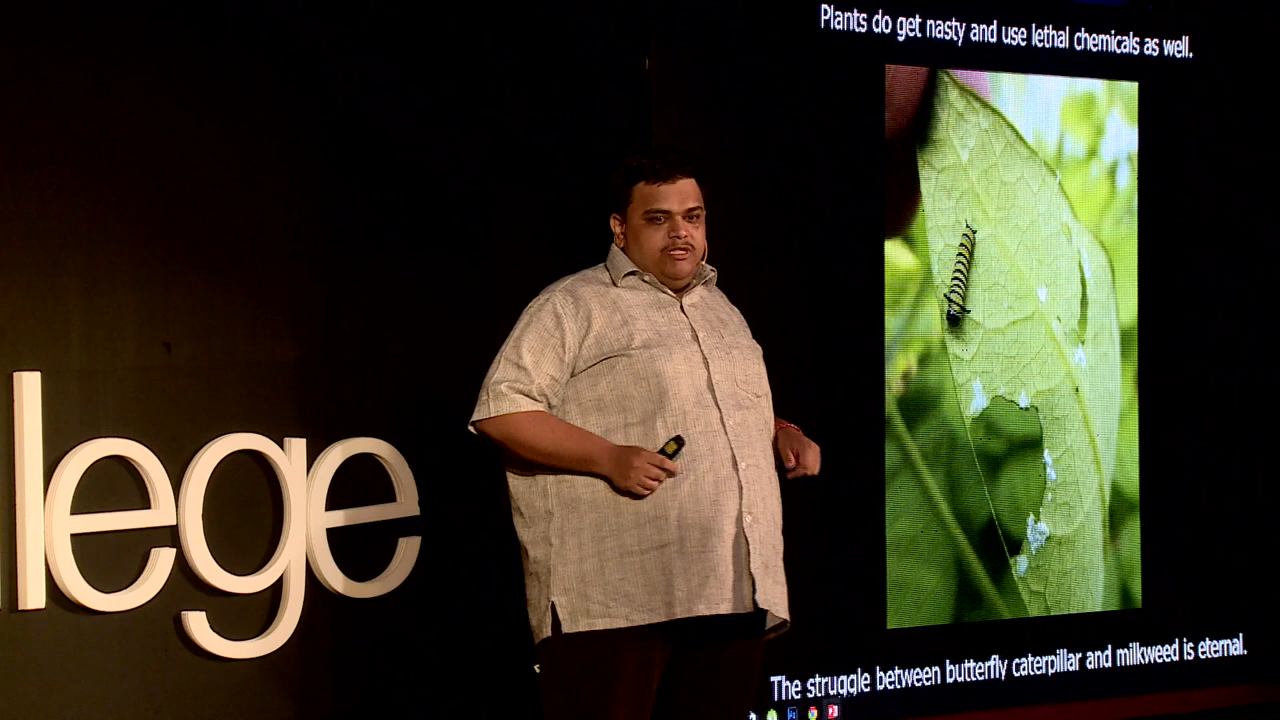 Plants do get nasty and use lethal chemicals as well.
llege
The struggle between butterfly caterpillar and milkweed is eternal.